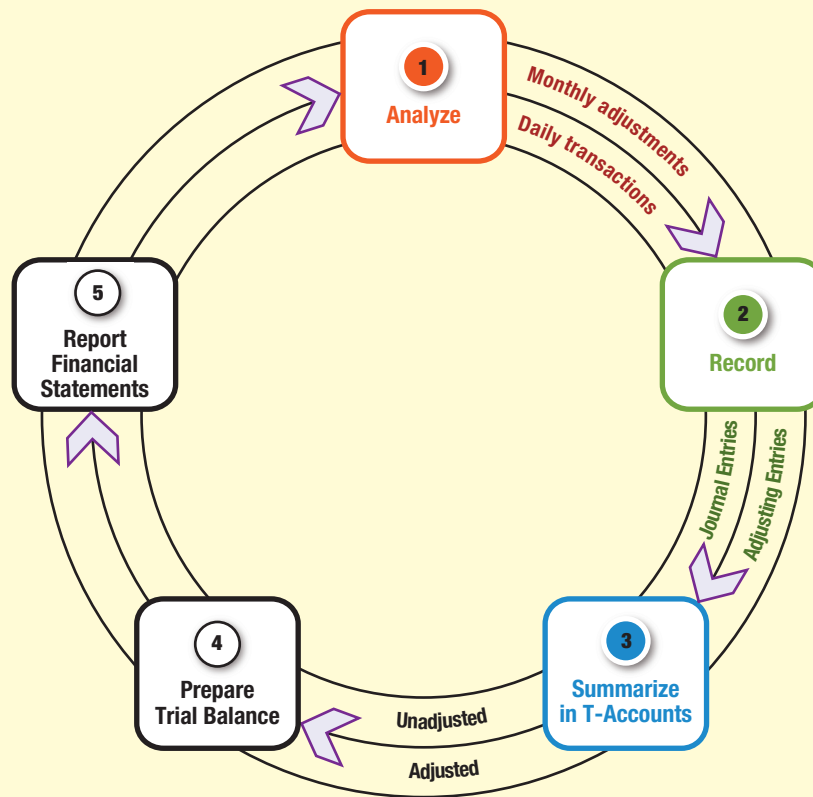 1
Analyze
Monthly adjustments
Daily transactions
2
Record
Journal Entries
Adjusting Entries
3
Summarize
in T-Accounts
Unadjusted
Adjusted
4
Prepare
Trial Balance
5
Report
Financial
Statements